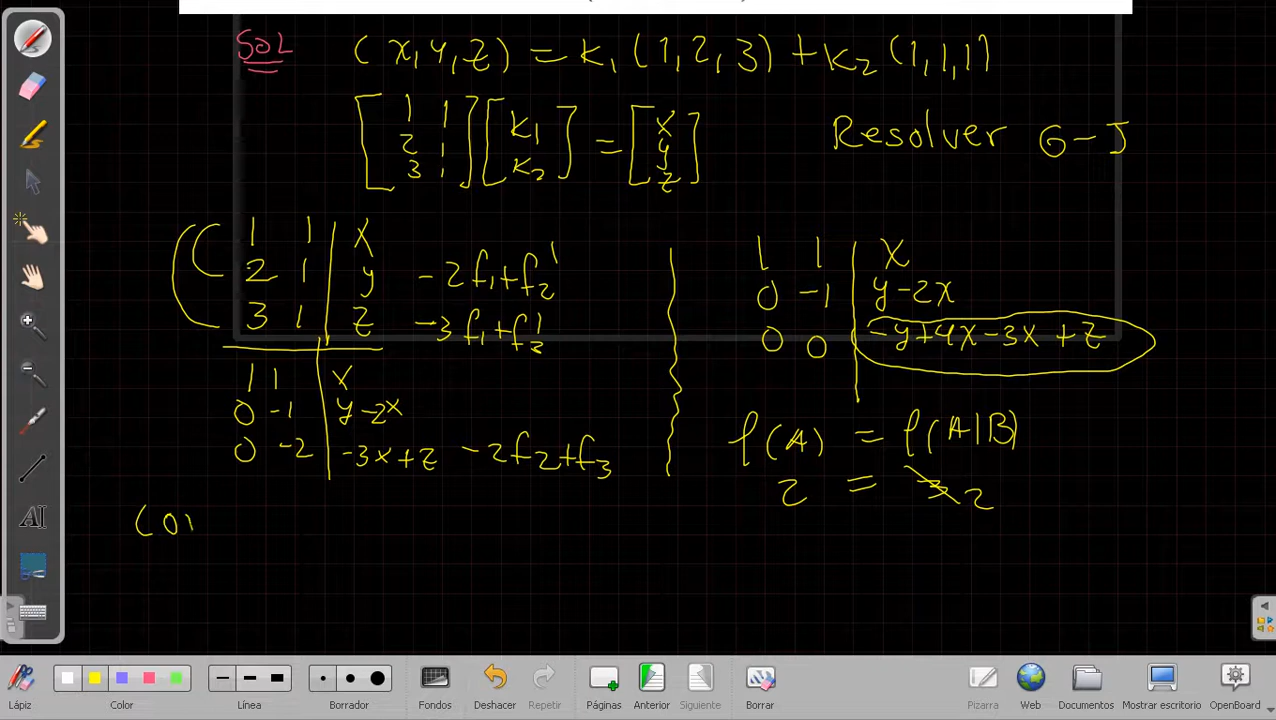 SOL (x,y,z) = k₁(1,2,3) + k₂(1,1,1)
[1 1
2 1
3 1] [k₁
k₂] = [x
y
z]
Resolver G-J
1 1 | x
2 1 | y -2f₁+f₂'
3 1 | z -3f₁+f₃'
1 1 | x
0 -1 | y-2x
0 -2 | -3x+z -2f₂+f₃
1 1 | x
0 -1 | y-2x
0 0 | -y+4x-3x+z
ρ(A) = ρ(A|B)
2 = 3 2
Lápiz
Color
Línea
Borrador
Fondos
Deshacer
Repetir
Páginas
Anterior
Siguiente
Borrar
Pizarra
Web
Documentos
Mostrar escritorio
OpenBoard